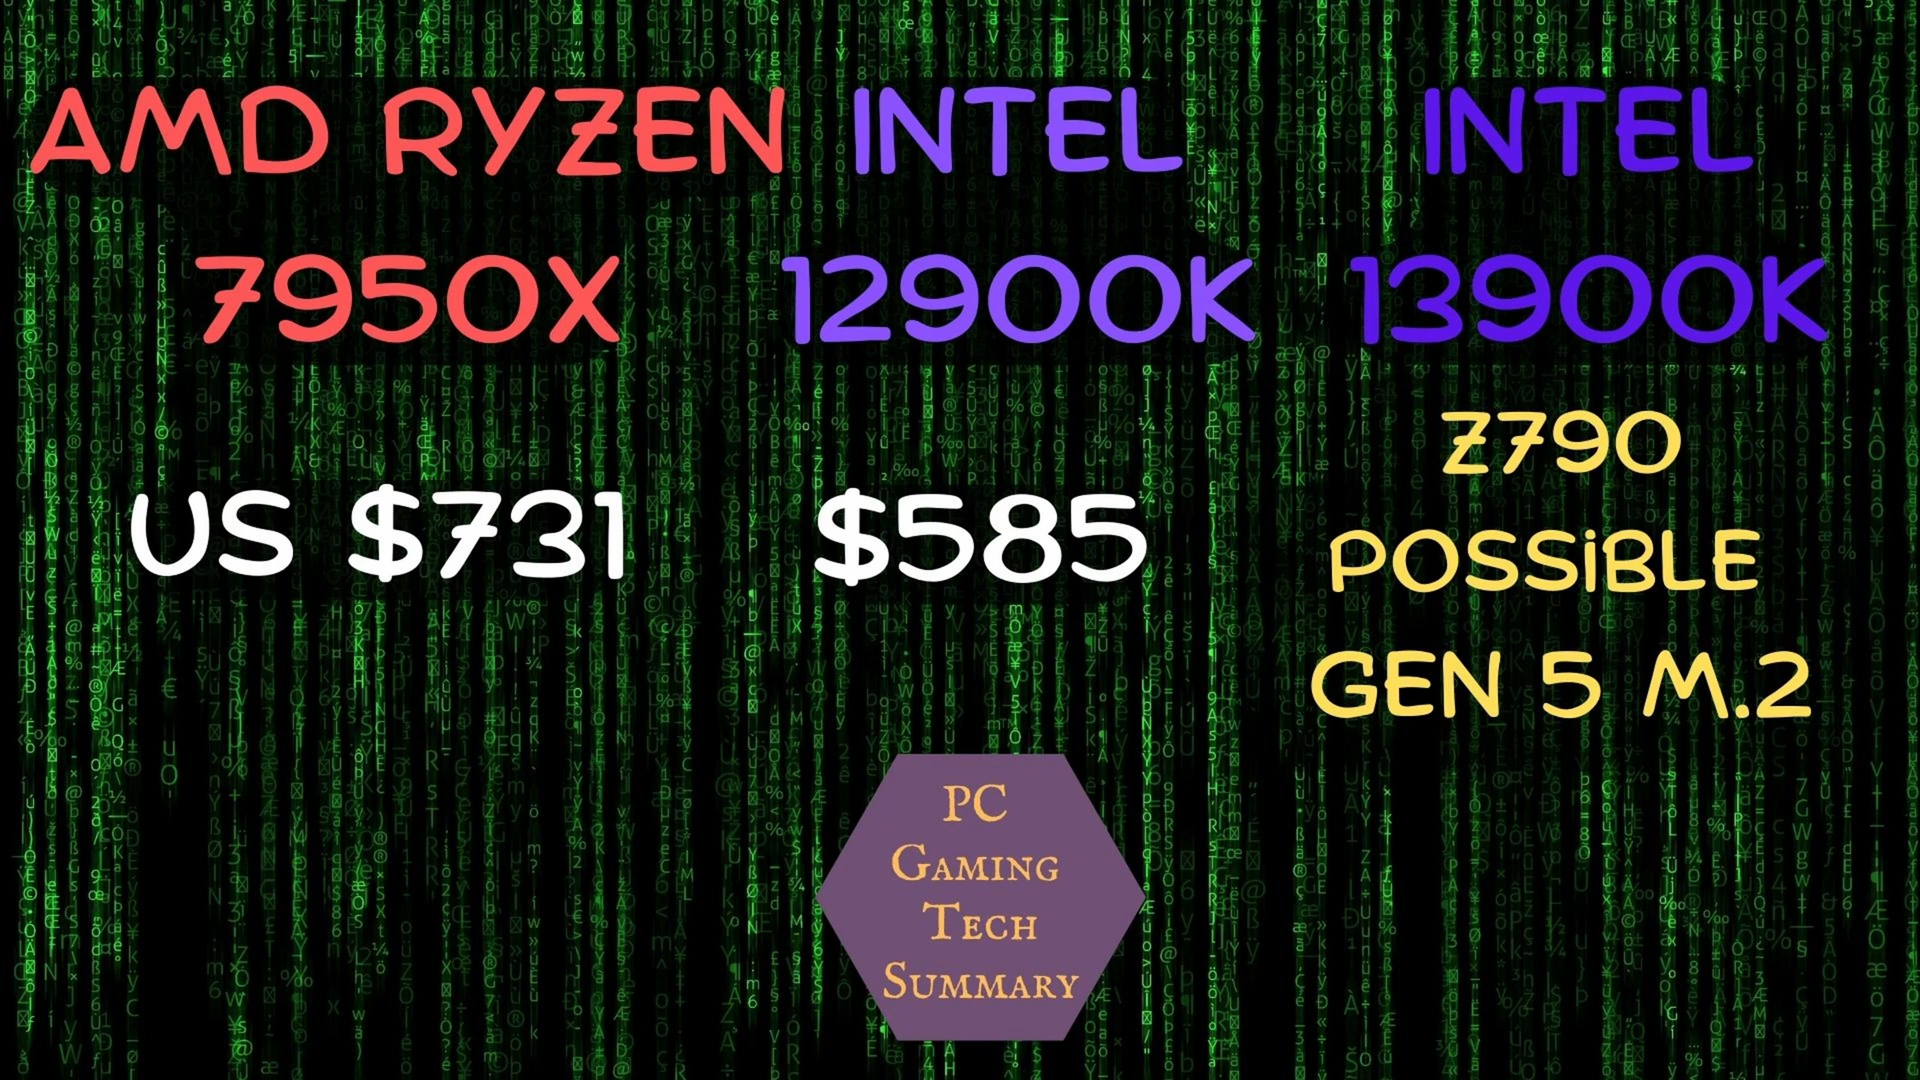 AMD RYZEN
7950X
US $731
INTEL
12900K
$585
INTEL
13900K
Z790
POSSIBLE
GEN 5 M.2
PC
GAMING
TECH
SUMMARY